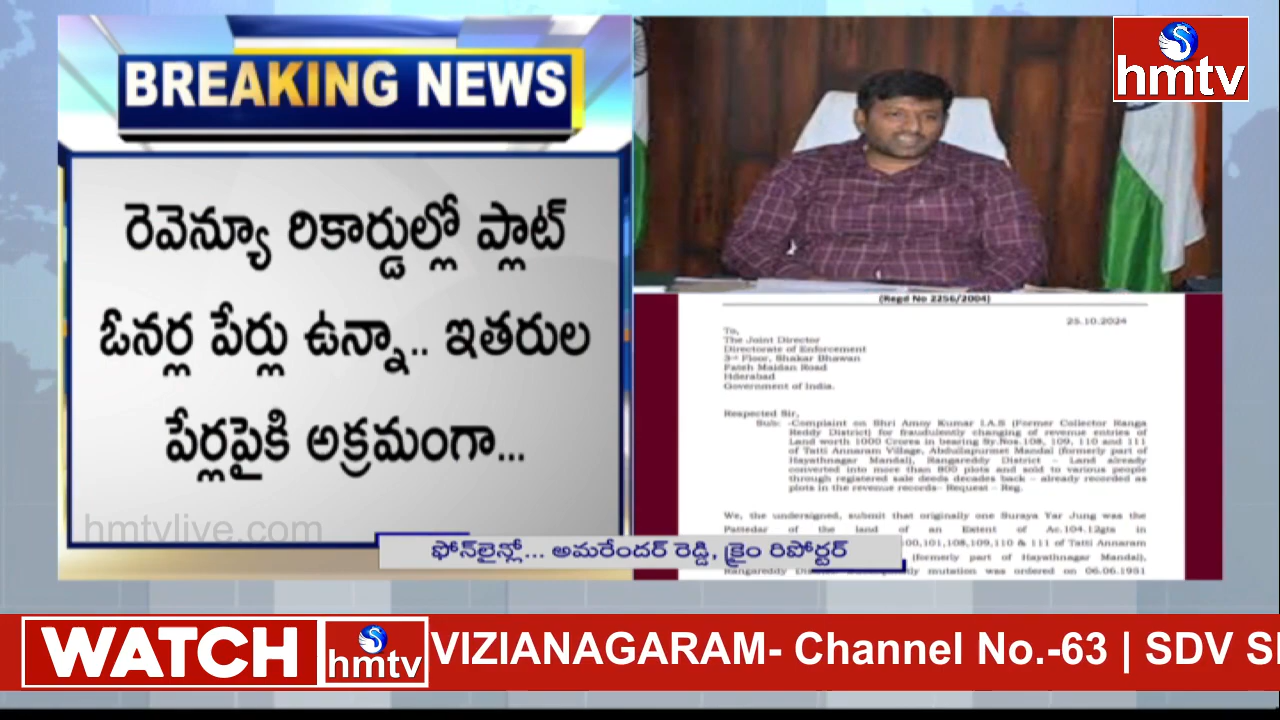 BREAKING NEWS
రెవెన్యూ రికార్డుల్లో ప్లాట్
ఓనర్ల పేర్లు ఉన్నా.. ఇతరుల
పేర్లపైకి అక్రమంగా...
hmtvlive.co
hmtv
(Regd No 2256/2004)
25.10.2024
To,
The Joint Director
Directorate of Enforcement
3rd Floor, Shakar Bhawan
Fateh Maidan Road
Hderabad
Government of India.
Respected Sir,
Sub: -Complaint on Shri Amoy Kumar I.A.S (Former Collector Ranga
Reddy District) for fraudulently changing of revenue entries of
Land worth 1000 Crores in bearing Sy.Nos.108, 109, 110 and 111
of Tatti Annaram Village, Abdullapurmet Mandal (formerly part of
Hayathnagar Mandal), Rangareddy District – Land already
converted into more than 800 plots and sold to various people
through registered sale deeds decades back – already recorded as
plots in the revenue records– Request – Reg.
We, the undersigned, submit that originally one Suraya Yar Jung was the
Pattedar of the land of an Extent of Ac.104.12gts in
100,101,108,109,110 & 111 of Tatti Annaram
(formerly part of Hayathnagar Mandal),
Rangareddy mutation was ordered on 06.06.1951
ఫోన్‌లైన్లో... అమరేందర్ రెడ్డి, క్రైం రిపోర్టర్
WATCH hmtv VIZIANAGARAM- Channel No.-63 | SDV S